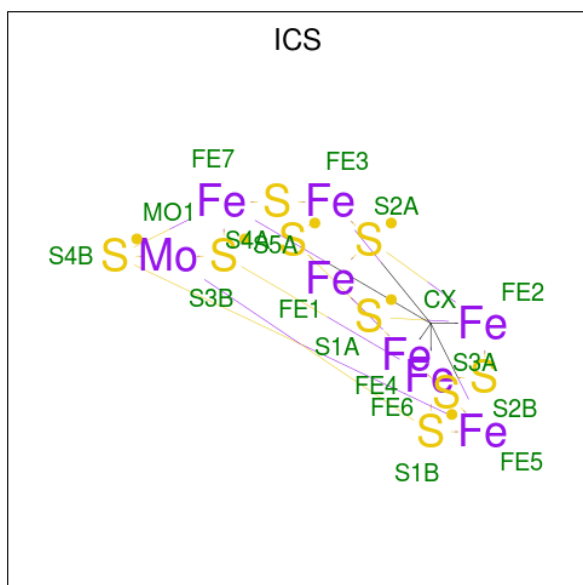 ICS
FE7
FE3
Fe
S
Fe
S2A
MO1
S4B
S
Mo
S
S4A
S5A
S
S
Fe
S3B
FE1
S
CX
Fe
FE2
S1A
Fe
S3A
FE4
Fe
S
S
FE6
S2B
S
Fe
S1B
FE5